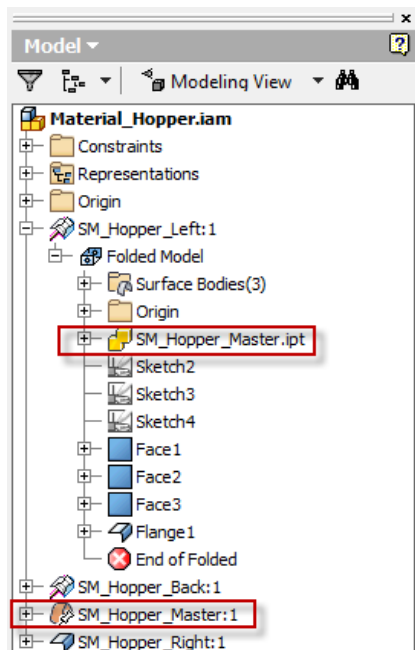 Model
Modeling View
Material_Hopper.iam
Constraints
Representations
Origin
SM_Hopper_Left:1
Folded Model
Surface Bodies(3)
Origin
SM_Hopper_Master.ipt
Sketch2
Sketch3
Sketch4
Face1
Face2
Face3
Flange1
End of Folded
SM_Hopper_Back:1
SM_Hopper_Master:1
SM_Hopper_Right:1